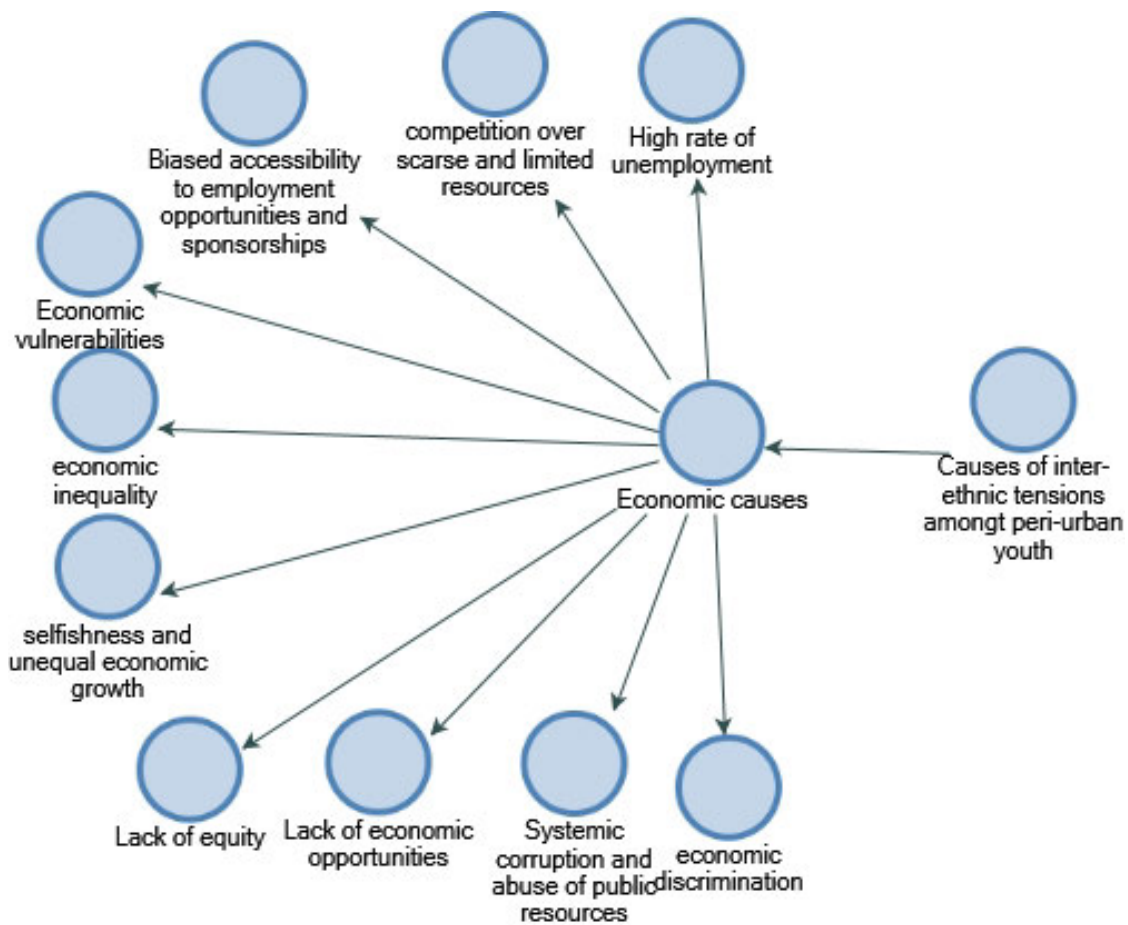 Biased accessibility
to employment
opportunities and
sponsorships
competition over
scarse and limited
resources
High rate of
unemployment
Economic
vulnerabilities
economic
inequality
selfishness and
unequal economic
growth
Economic causes
Causes of inter-
ethnic tensions
amongt peri-urban
youth
Lack of equity
Lack of economic
opportunities
Systemic
corruption and
abuse of public
resources
economic
discrimination